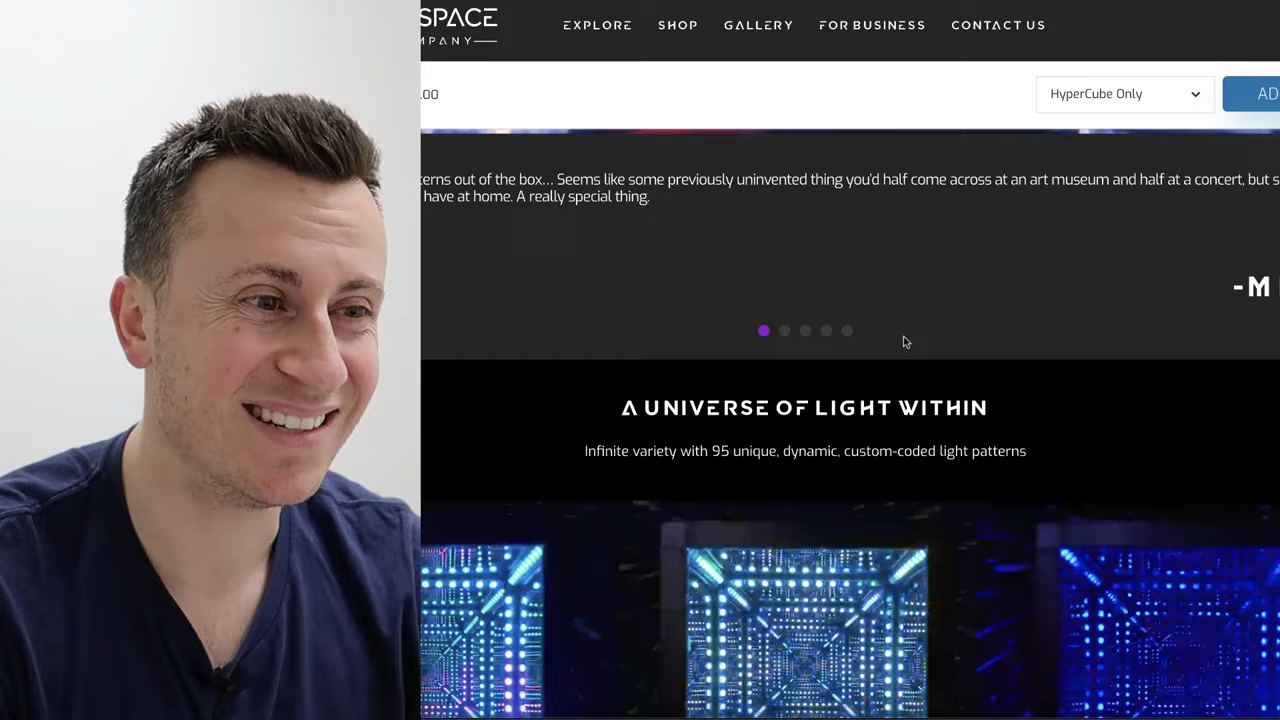 SPACE
MPANY
EXPLORE SHOP GALLERY FOR BUSINESS CONTACT US
.00
HyperCube Only
AD
terns out of the box... Seems like some previously uninvented thing you'd half come across at an art museum and half at a concert, but s
have at home. A really special thing.
-M
A UNIVERSE OF LIGHT WITHIN
Infinite variety with 95 unique, dynamic, custom-coded light patterns